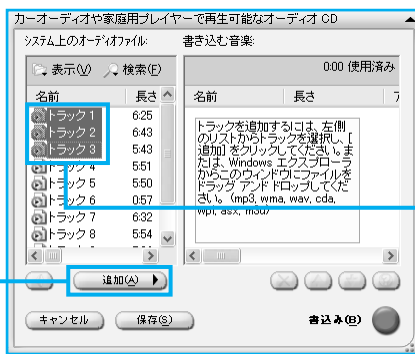 カーオーディオや家庭用プレイヤーで再生可能なオーディオ CD
システム上のオーディオファイル:
書き込む音楽:
表示(V) 検索(F)
0:00 使用済み
名前 長さ
トラック 1 6:25
トラック 2 6:43
トラック 3 5:43
トラック 4 5:51
トラック 5 5:50
トラック 6 0:57
トラック 7 6:32
トラック 8 5:54
名前 長さ
トラックを追加するには、左側
のリストからトラックを選択し、[
追加] をクリックしてください。ま
たは、Windows エクスプローラ
からこのウィンドウにファイルを
ドラッグ アンド ドロップしてくだ
さい。(mp3, wma, wav, cda,
wpl, asx, m3u)
追加(A)
キャンセル 保存(S) 書込み(B)